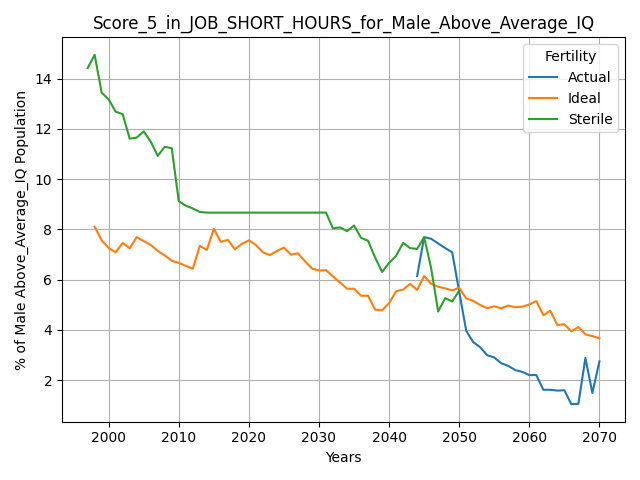 Score_5_in_JOB_SHORT_HOURS_for_Male_Above_Average_IQ
Fertility
Actual
Ideal
Sterile
% of Male Above_Average_IQ Population
14
12
10
8
6
4
2
2000 2010 2020 2030 2040 2050 2060 2070
Years